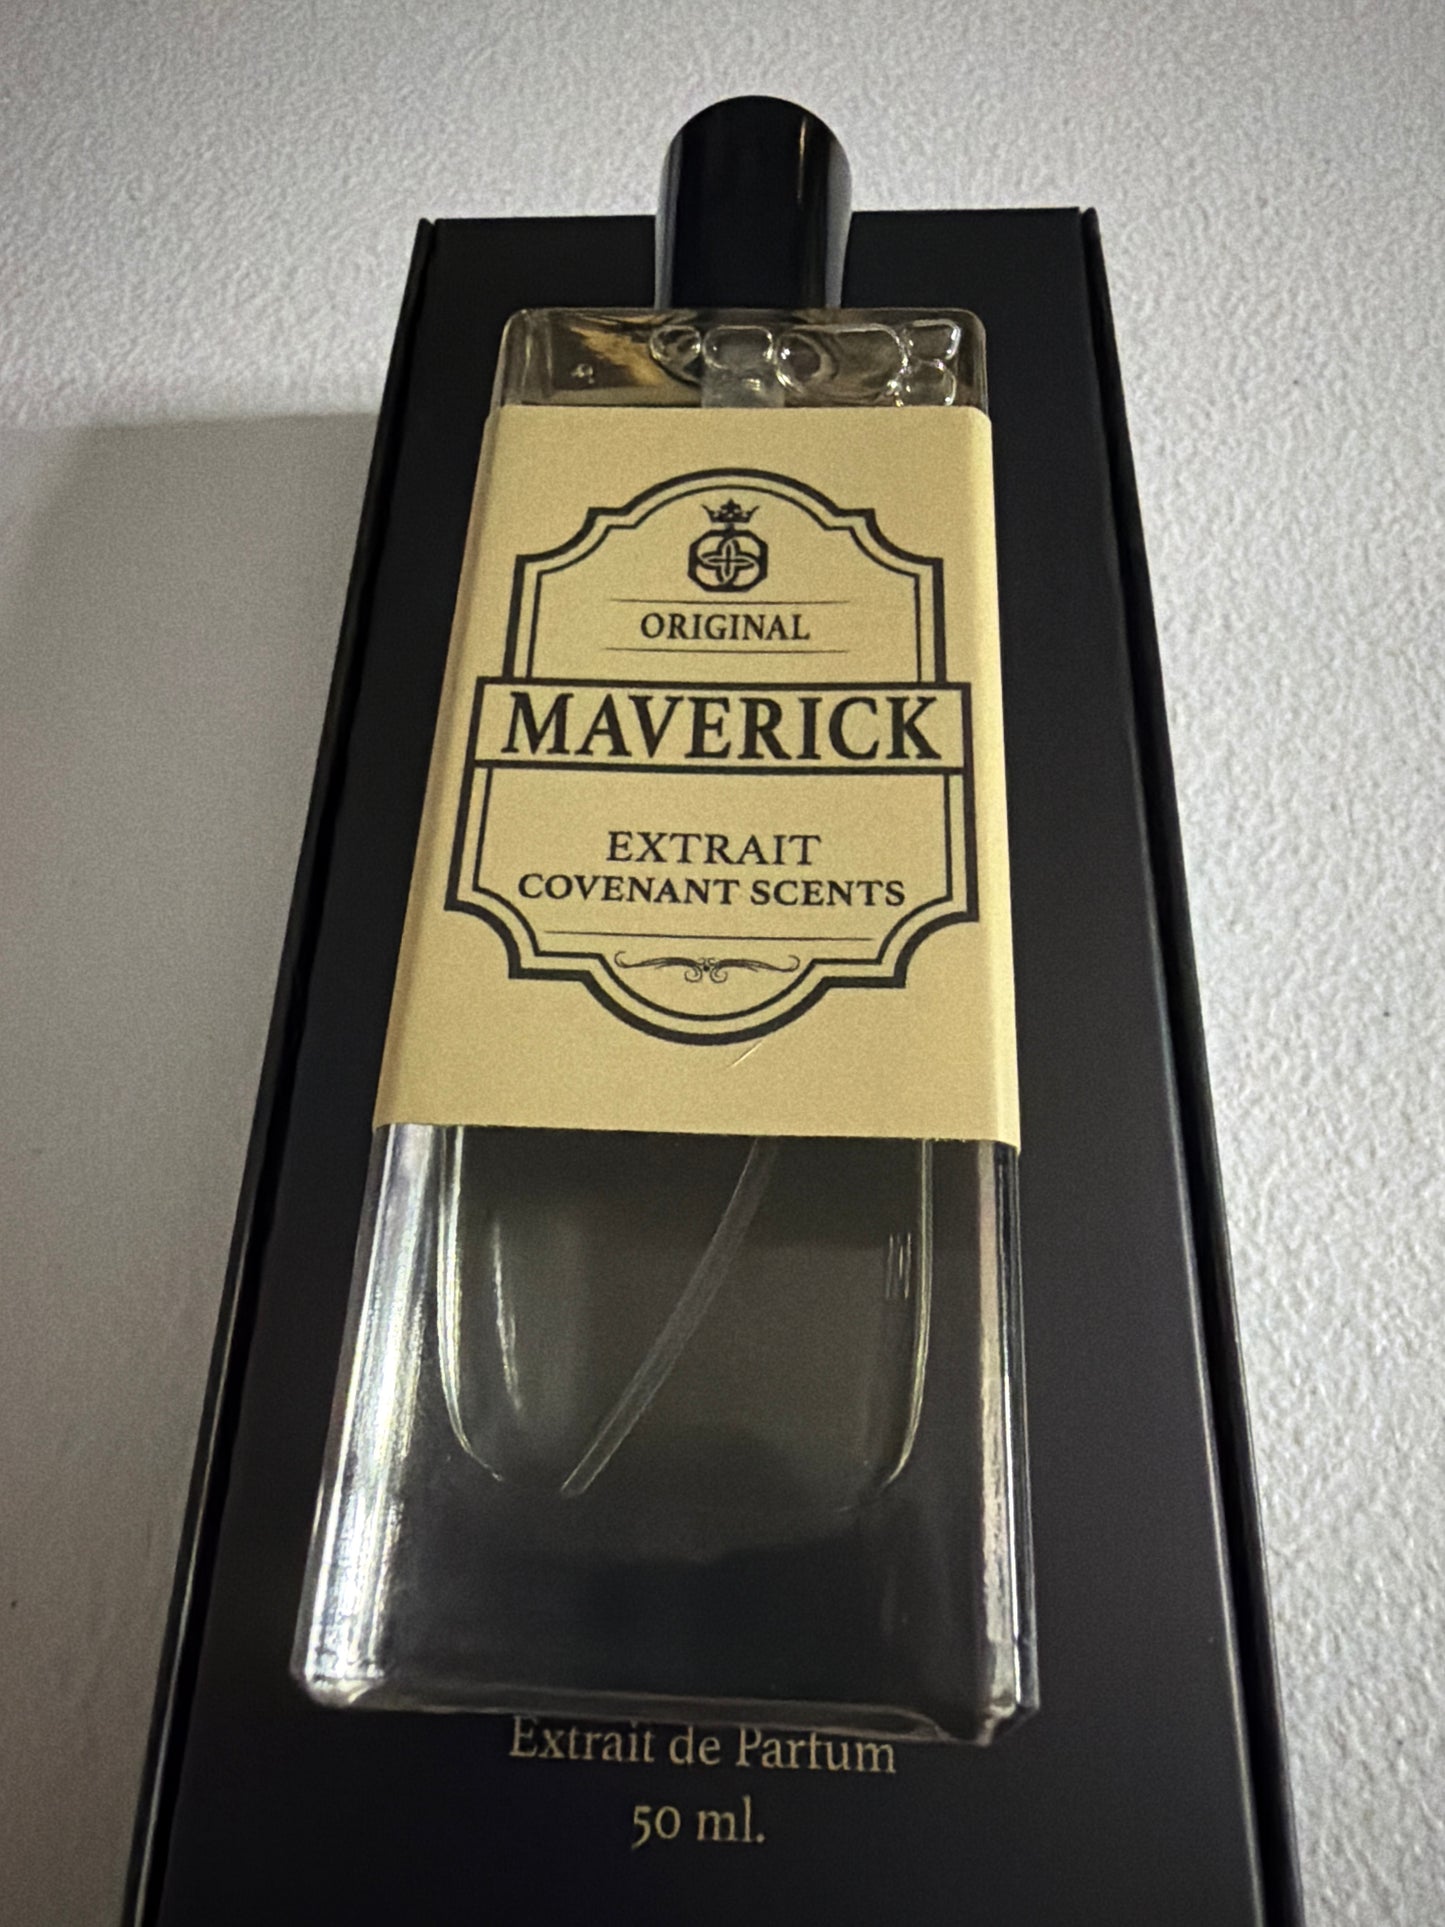 ORIGINAL
MAVERICK
EXTRAIT
COVENANT SCENTS
Extrait de Parfum
50 ml.